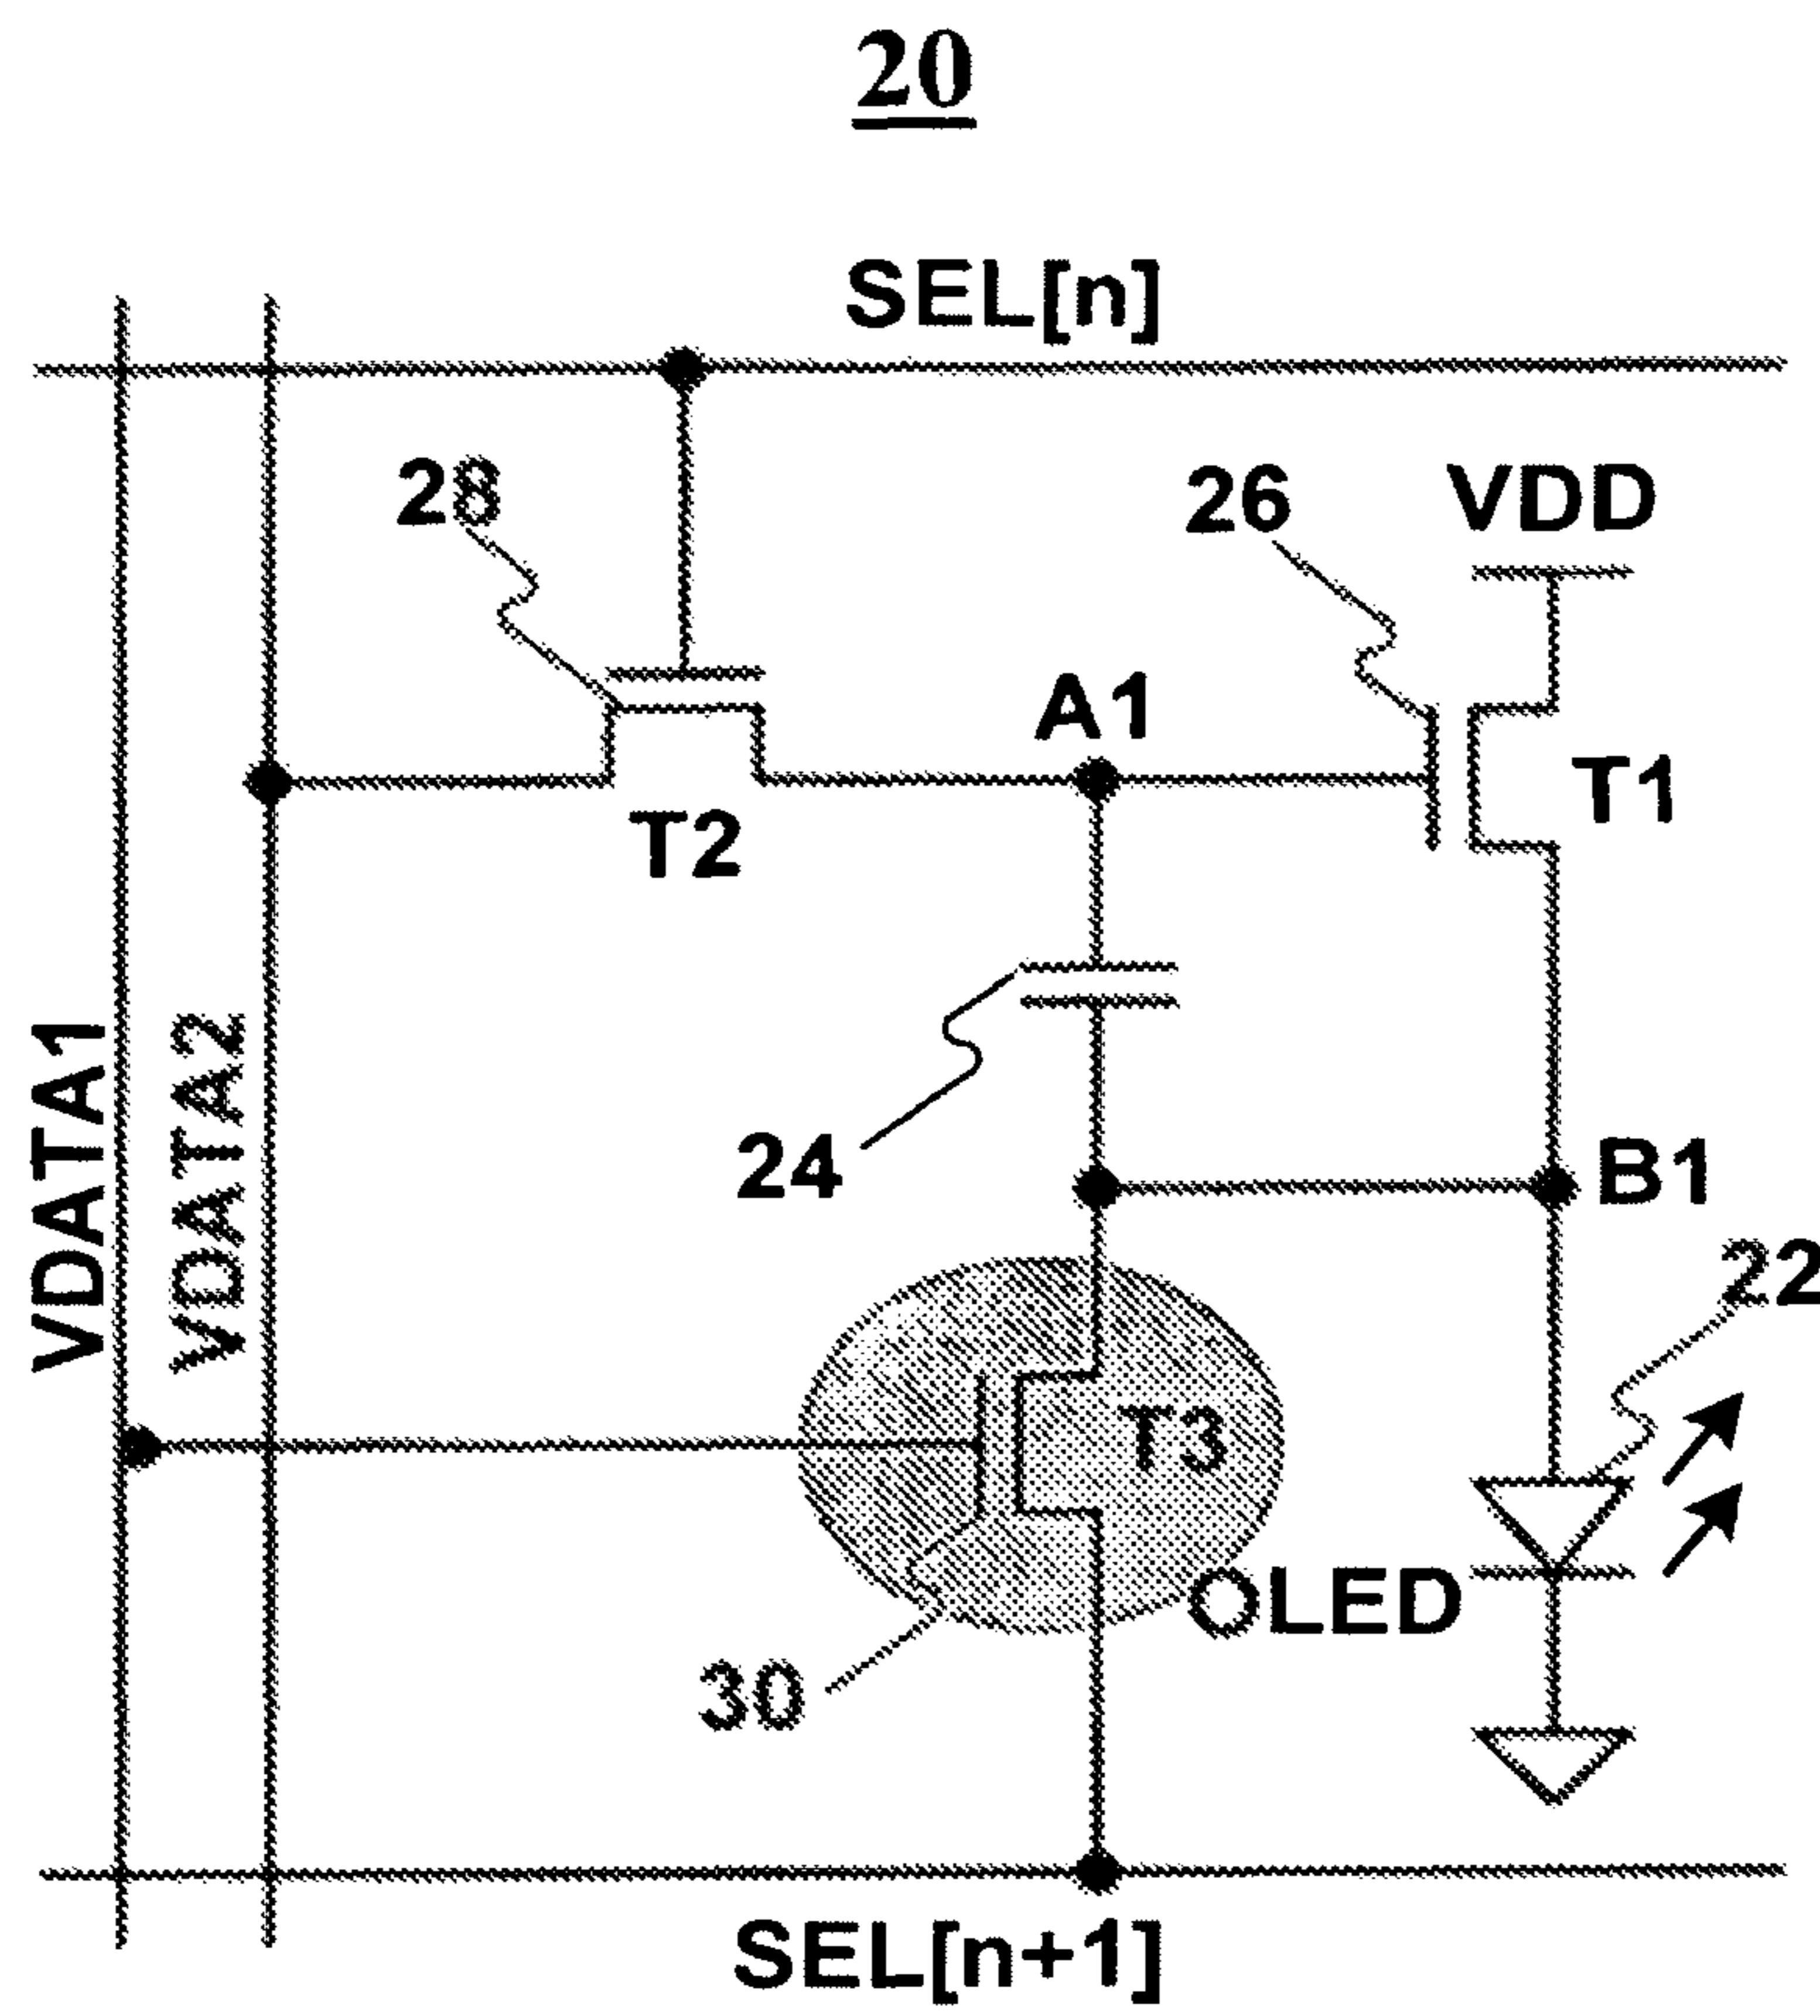 20
SEL[n]
28
26
VDD
A1
T1
T2
VDATA1
VDATA2
24
B1
22
T3
OLED
30
SEL[n+1]